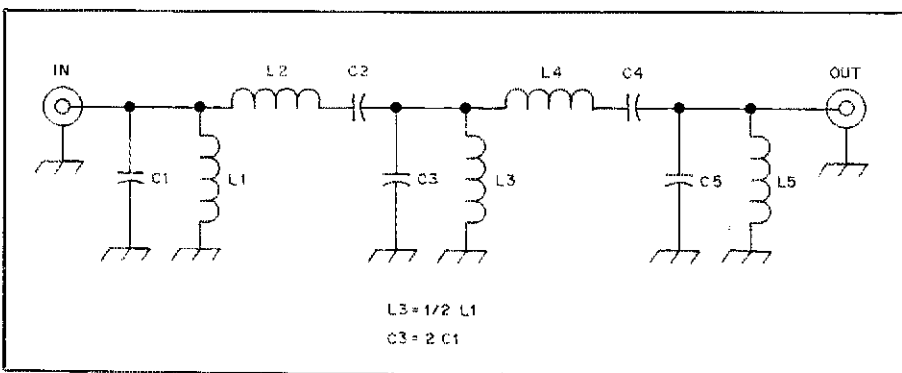 IN
L2
C2
L4
C4
OUT
C1
L1
C3
L3
C5
L5
L3 = 1/2 L1
C3 = 2 C1